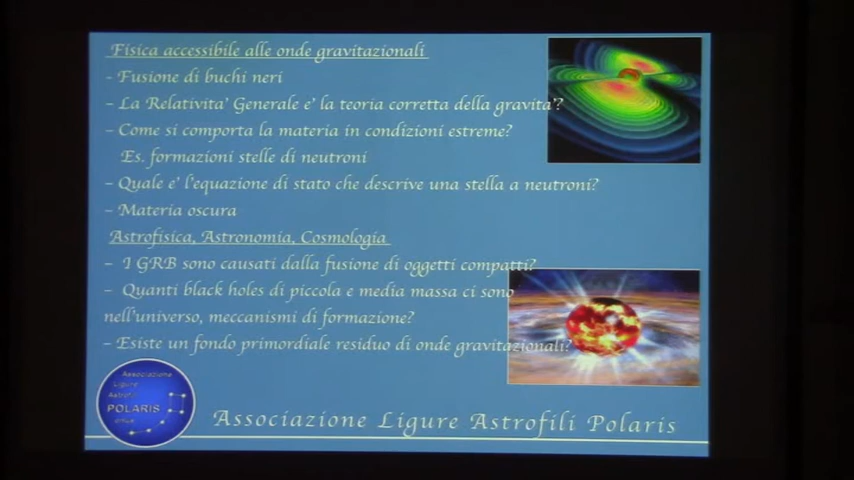 Fisica accessibile alle onde gravitazionali
- Fusione di buchi neri
- La Relativita' Generale e' la teoria corretta della gravita'?
- Come si comporta la materia in condizioni estreme?
Es. formazioni stelle di neutroni
- Quale e' l'equazione di stato che descrive una stella a neutroni?
- Materia oscura
Astrofisica, Astronomia, Cosmologia
- I GRB sono causati dalla fusione di oggetti compatti?
- Quanti black holes di piccola e media massa ci sono
nell'universo, meccanismi di formazione?
- Esiste un fondo primordiale residuo di onde gravitazionali?
Associazione
Ligure
Astrofili
POLARIS
Associazione Ligure Astrofili Polaris